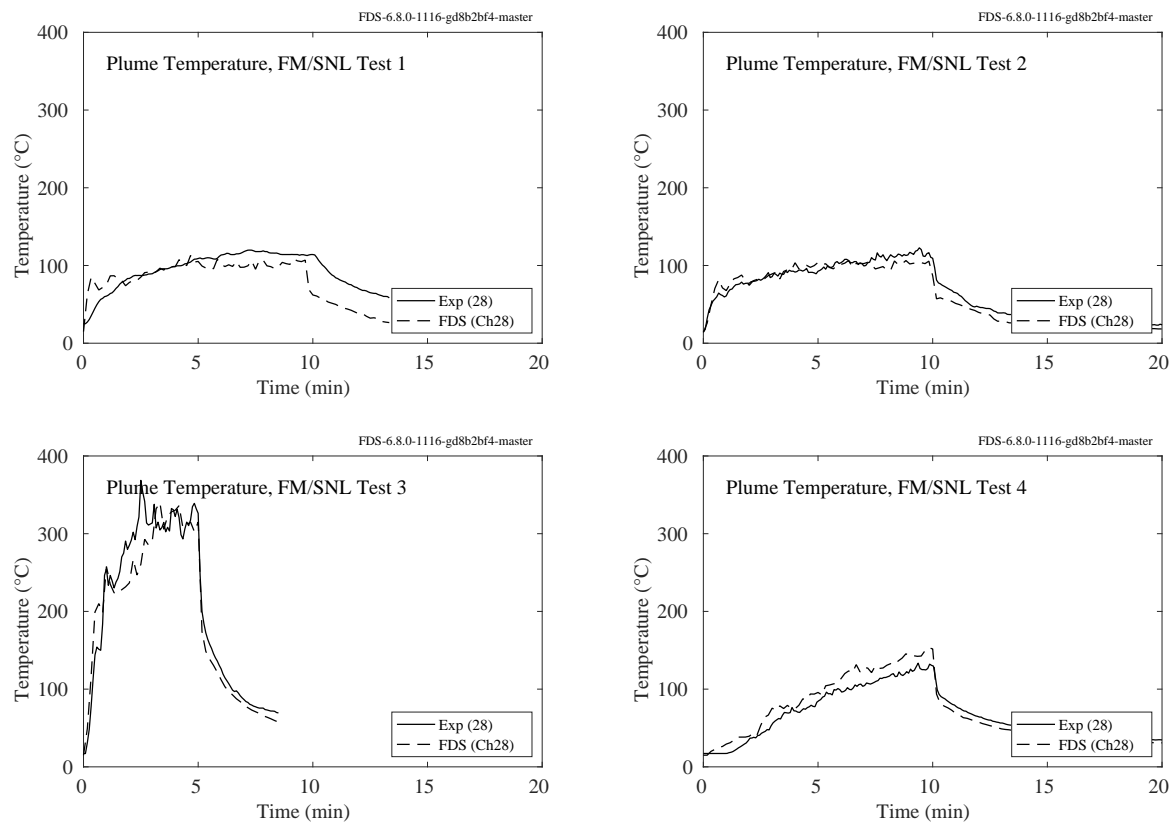 FDS-6.8.0-1116-gd8b2bf4-master
Plume Temperature, FM/SNL Test 1
Temperature (°C)
400
300
200
100
0
0 5 10 15 20
Time (min)
Exp (28)
FDS (Ch28)
FDS-6.8.0-1116-gd8b2bf4-master
Plume Temperature, FM/SNL Test 2
Temperature (°C)
400
300
200
100
0
0 5 10 15 20
Time (min)
Exp (28)
FDS (Ch28)
FDS-6.8.0-1116-gd8b2bf4-master
Plume Temperature, FM/SNL Test 3
Temperature (°C)
400
300
200
100
0
0 5 10 15 20
Time (min)
Exp (28)
FDS (Ch28)
FDS-6.8.0-1116-gd8b2bf4-master
Plume Temperature, FM/SNL Test 4
Temperature (°C)
400
300
200
100
0
0 5 10 15 20
Time (min)
Exp (28)
FDS (Ch28)